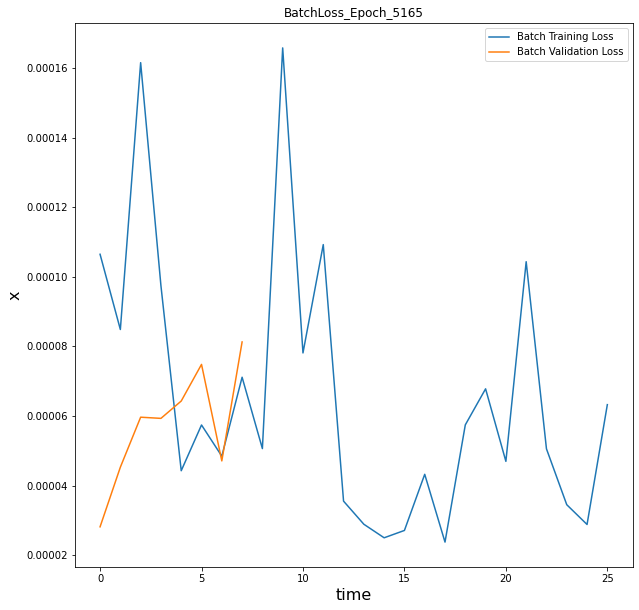 BatchLoss_Epoch_5165
Batch Training Loss
Batch Validation Loss
0.00016
0.00014
0.00012
0.00010
0.00008
0.00006
0.00004
0.00002
x
0 5 10 15 20 25
time